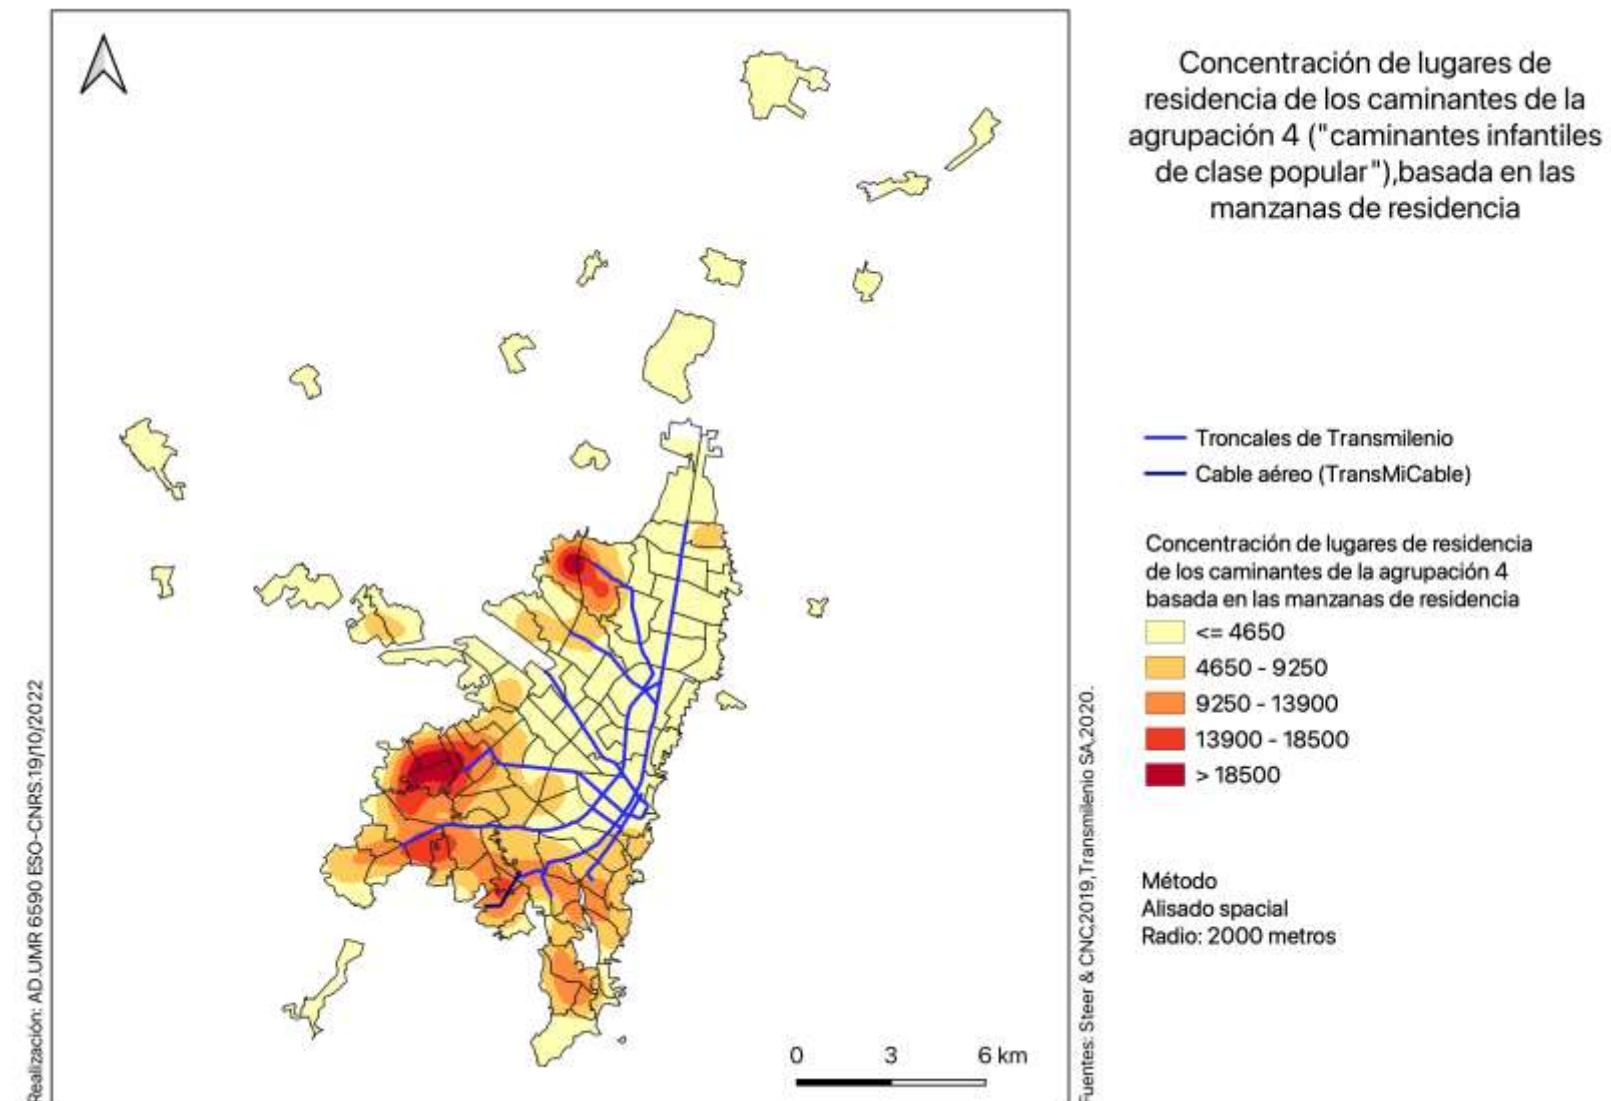 Concentración de lugares de
residencia de los caminantes de la
agrupación 4 ("caminantes infantiles
de clase popular"),basada en las
manzanas de residencia
Troncales de Transmilenio
Cable aéreo (TransMiCable)
Concentración de lugares de residencia
de los caminantes de la agrupación 4
basada en las manzanas de residencia
<= 4650
4650 - 9250
9250 - 13900
13900 - 18500
> 18500
Método
Alisado spacial
Radio: 2000 metros
0 3 6 km
Realización: AD.UMR 6590 ESO-CNRS.19/10/2022
Fuentes: Steer & CNC,2019,Transmilenio SA,2020.